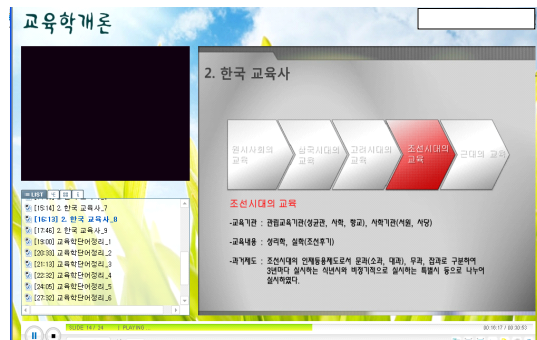 교육학개론
2. 한국 교육사
원시사회의 교육
삼국시대의 교육
고려시대의 교육
조선시대의 교육
근대의 교육
조선시대의 교육
-교육기관 : 관립교육기관(성균관, 사학, 향교), 사학기관(서원, 서당)
-교육내용 : 성리학, 실학(조선후기)
-과거제도 : 조선시대의 인재등용제도로서 문과(소과, 대과), 무과, 잡과로 구분하여
3년마다 실시하는 식년시와 비정기적으로 실시하는 특별시 등으로 나누어
실시하였다.
LIST
[15:14] 2. 한국 교육사_7
[16:13] 2. 한국 교육사_8
[17:46] 2. 한국 교육사_9
[19:00] 교육학단어정리_1
[20:33] 교육학단어정리_2
[21:13] 교육학단어정리_3
[22:32] 교육학단어정리_4
[24:05] 교육학단어정리_5
[27:32] 교육학단어정리_6
SLIDE 14 / 24 | PLAYING...
00:16:17 / 00:30:53